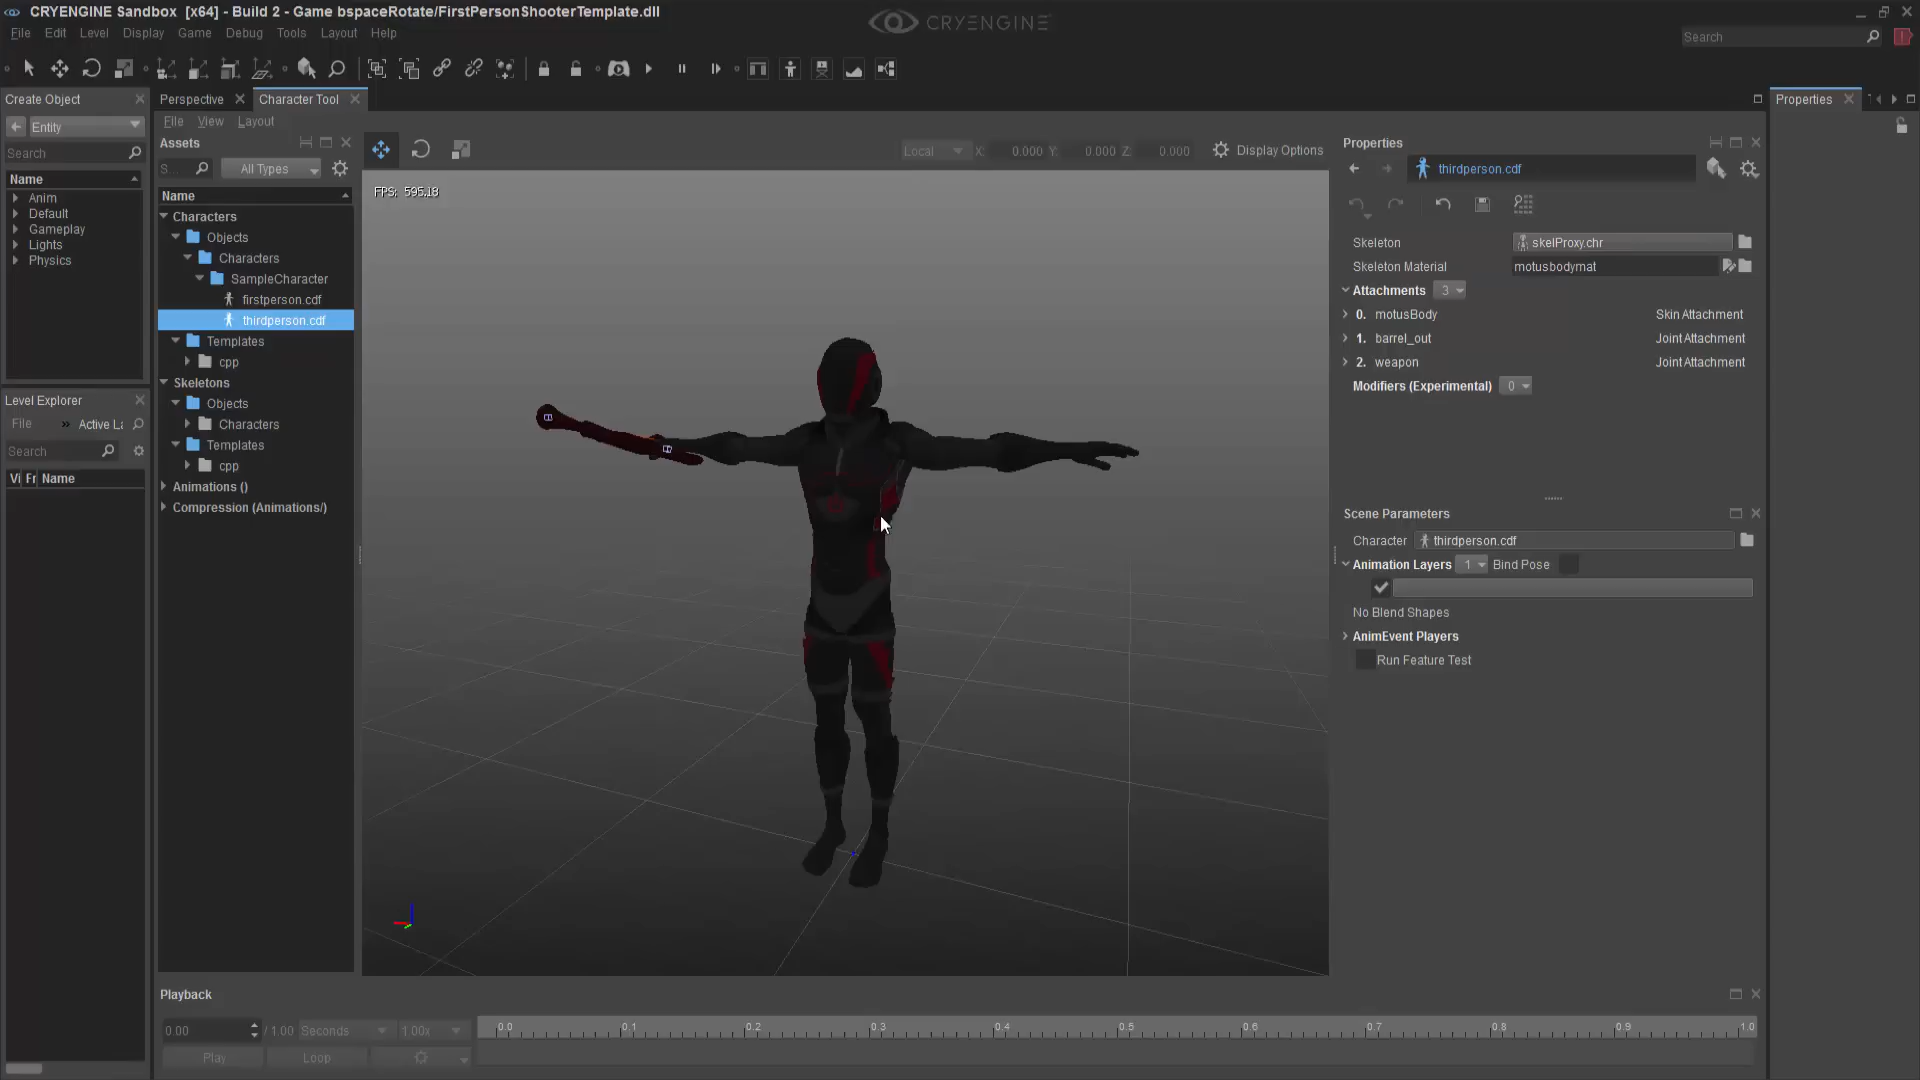 CRYENGINE Sandbox [x64] - Build 2 - Game bspaceRotate/FirstPersonShooterTemplate.dll
CRYENGINE
File Edit Level Display Game Debug Tools Layout Help
Search
Create Object
Entity
Search
Name
Anim
Default
Gameplay
Lights
Physics
Level Explorer
File » Active La
Search
Vi Fr Name
Perspective
Character Tool
File View Layout
Assets
S...
All Types
Name
Characters
Objects
Characters
SampleCharacter
firstperson.cdf
thirdperson.cdf
Templates
cpp
Skeletons
Objects
Characters
Templates
cpp
Animations ()
Compression (Animations/)
Local X: 0.000 Y: 0.000 Z: 0.000 Display Options
FPS: 595.18
Properties
thirdperson.cdf
Skeleton skelProxy.chr
Skeleton Material motusbodymat
Attachments 3
0. motusBody Skin Attachment
1. barrel_out Joint Attachment
2. weapon Joint Attachment
Modifiers (Experimental) 0
Scene Parameters
Character thirdperson.cdf
Animation Layers 1 Bind Pose
No Blend Shapes
AnimEvent Players
Run Feature Test
Properties
Playback
0.00 / 1.00 Seconds 1.00x
0.0 0.1 0.2 0.3 0.4 0.5 0.6 0.7 0.8 0.9 1.0
Play Loop